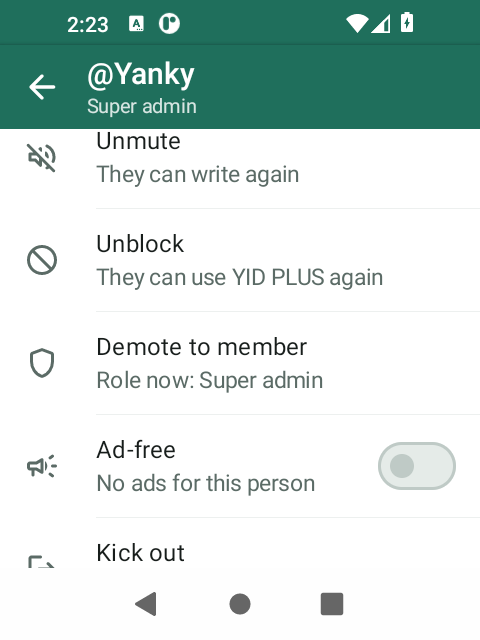 2:23
@Yanky
Super admin
Unmute
They can write again
Unblock
They can use YID PLUS again
Demote to member
Role now: Super admin
Ad-free
No ads for this person
Kick out